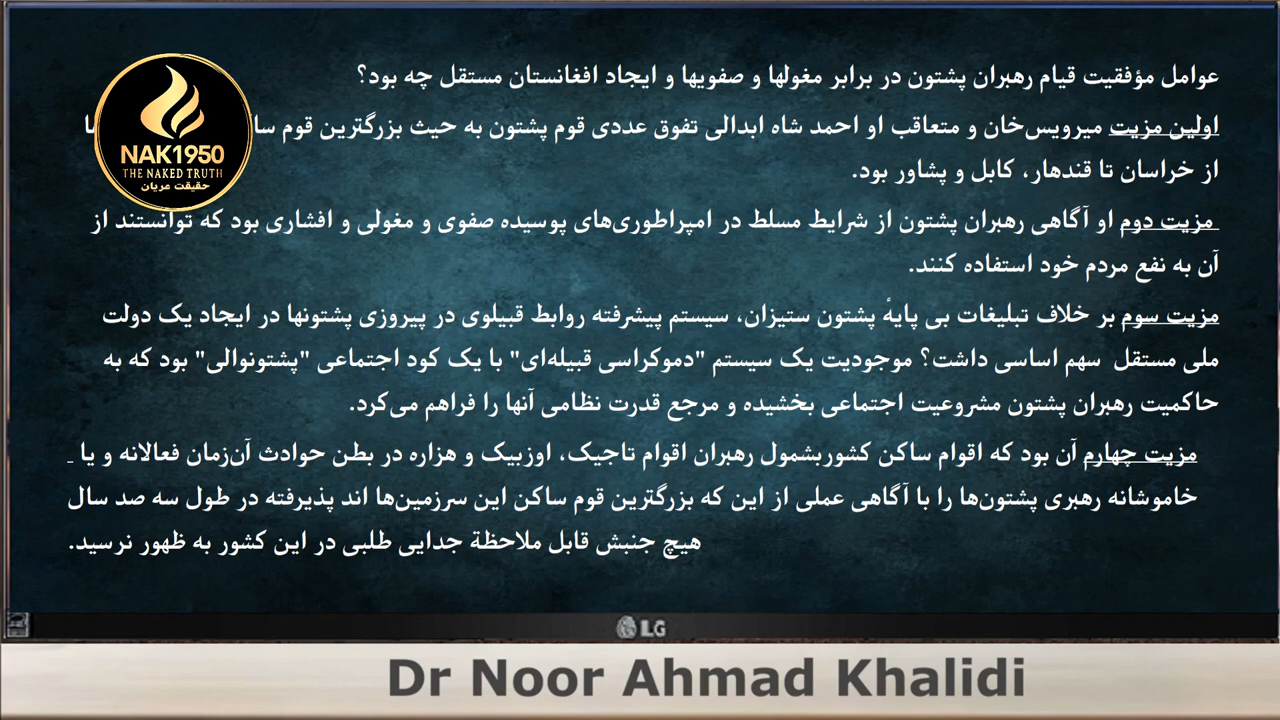 عوامل مؤفقیت قیام رهبران پشتون در برابر مغولها و صفویها و ایجاد افغانستان مستقل چه بود؟
اولین مزیت میرویس‌خان و متعاقب او احمد شاه ابدالی تفوق عددی قوم پشتون به حیث بزرگترین قوم
از خراسان تا قندهار، کابل و پشاور بود.
مزیت دوم او آگاهی رهبران پشتون از شرایط مسلط در امپراطوری‌های پوسیده صفوی و مغولی و افشاری بود که توانستند از
آن به نفع مردم خود استفاده کنند.
مزیت سوم بر خلاف تبلیغات بی پایۀ پشتون ستیزان، سیستم پیشرفته روابط قبیلوی در پیروزی پشتونها در ایجاد یک دولت
ملی مستقل سهم اساسی داشت؟ موجودیت یک سیستم "دموکراسی قبیله‌ای" با یک کود اجتماعی "پشتونوالی" بود که به
حاکمیت رهبران پشتون مشروعیت اجتماعی بخشیده و مرجع قدرت نظامی آنها را فراهم می‌کرد.
مزیت چهارم آن بود که اقوام ساکن کشوربشمول رهبران اقوام تاجیک، اوزبیک و هزاره در بطن حوادث آن‌زمان فعالانه و یا
خاموشانه رهبری پشتون‌ها را با آگاهی عملی از این که بزرگترین قوم ساکن این سرزمین‌ها اند پذیرفته در طول سه صد سال
هیچ جنبش قابل ملاحظة جدایی طلبی در این کشور به ظهور نرسید.
NAK1950
THE NAKED TRUTH
حقیقت عریان
LG
Dr Noor Ahmad Khalidi